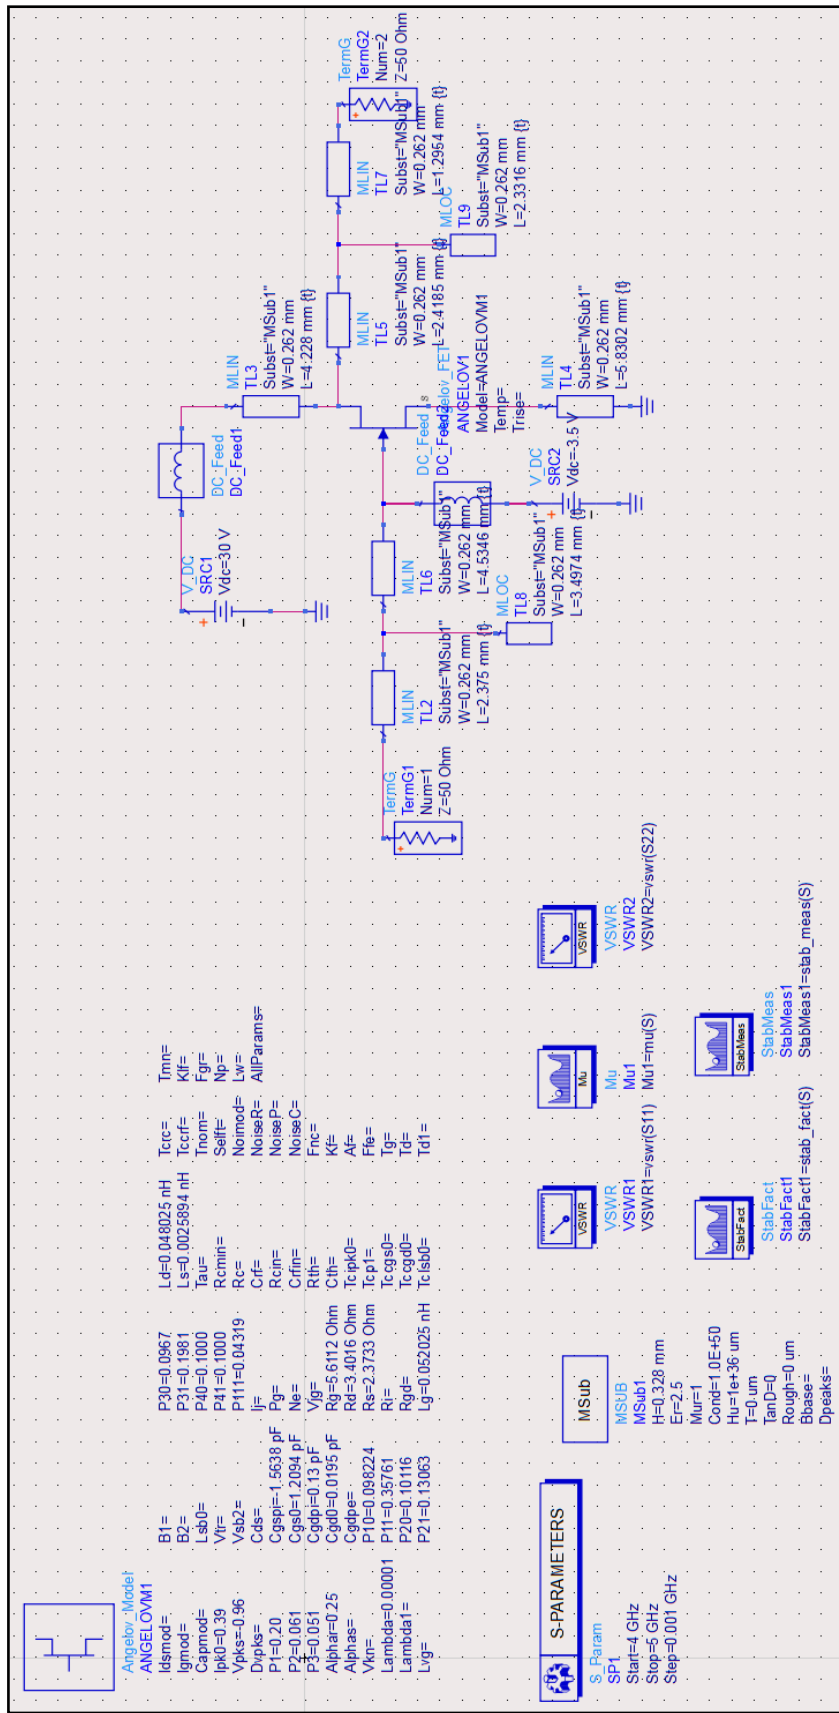 Angelov_Model
ANGELOVM1
Idsmod=
Igmod=
Capmod=
Ipk0=0.39
Vpks=-0.96
Dvpks=
P1=0.20
P2=0.061
P3=0.051
Alphar=0.25
Alphas=
Vkn=
Lambda=0.00001
Lambda1=
Lvg=
B1=
B2=
Lsb0=
Vtr=
Vsb2=
Cds=
Cgspi=-1.5638 pF
Cgs0=1.2094 pF
Cgdpi=0.13 pF
Cgd0=0.0195 pF
Cgdpe=
P10=0.098224
P11=0.35761
P20=0.10116
P21=0.13063
P30=0.0967
P31=0.1981
P40=0.1000
P41=0.1000
P111=0.04319
Ij=
Pg=
Ne=
Vjg=
Rg=5.6112 Ohm
Rd=3.4016 Ohm
Rs=2.3733 Ohm
Ri=
Rgd=
Lg=0.052025 nH
Ld=0.048025 nH
Ls=0.0025894 nH
Tau=
Rcmin=
Rc=
Crf=
Rcin=
Crfin=
Rth=
Cth=
Tcipk0=
Tcp1=
Tccgs0=
Tccgd0=
Tclsb0=
Tcrc=
Tccrf=
Tnom=
Selft=
Noimod=
NoiseR=
NoiseP=
NoiseC=
Fnc=
Kf=
Af=
Ffe=
Tg=
Td=
Td1=
Tmn=
Klf=
Fgr=
Np=
Lw=
AllParams=
V_DC
SRC1
Vdc=30 V
DC_Feed
DC_Feed1
MLIN
TL3
Subst="MSub1"
W=0.262 mm
L=4.228 mm {t}
TermG
TermG1
Num=1
Z=50 Ohm
MLIN
TL2
Subst="MSub1"
W=0.262 mm
L=2.375 mm {t}
MLIN
TL6
Subst="MSub1"
W=0.262 mm
L=4.5346 mm {t}
MLOC
TL8
Subst="MSub1"
W=0.262 mm
L=3.4974 mm {t}
DC_Feed
DC_Feed2
V_DC
SRC2
Vdc=-3.5 V
Angelov_FET
ANGELOV1
Model=ANGELOVM1
Temp=
Trise=
s
MLIN
TL4
Subst="MSub1"
W=0.262 mm
L=5.8302 mm {t}
MLIN
TL5
Subst="MSub1"
W=0.262 mm
L=2.4185 mm {t}
MLIN
TL7
Subst="MSub1"
W=0.262 mm
L=1.2954 mm {t}
MLOC
TL9
Subst="MSub1"
W=0.262 mm
L=2.3316 mm {t}
TermG
TermG2
Num=2
Z=50 Ohm
S-PARAMETERS
S_Param
SP1
Start=4 GHz
Stop=5 GHz
Step=0.001 GHz
MSub
MSUB
MSub1
H=0.328 mm
Er=2.5
Mur=1
Cond=1.0E+50
Hu=1e+36 um
T=0 um
TanD=0
Rough=0 um
Bbase=
Dpeaks=
VSWR
VSWR
VSWR1
VSWR1=vswr(S11)
Mu
Mu
Mu1
Mu1=mu(S)
VSWR
VSWR
VSWR2
VSWR2=vswr(S22)
StabFact
StabFact
StabFact1
StabFact1=stab_fact(S)
StabMeas
StabMeas
StabMeas1
StabMeas1=stab_meas(S)